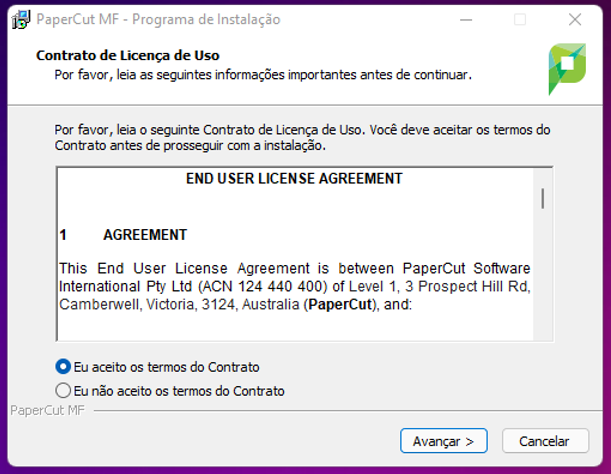 PaperCut MF - Programa de Instalação
Contrato de Licença de Uso
Por favor, leia as seguintes informações importantes antes de continuar.
Por favor, leia o seguinte Contrato de Licença de Uso. Você deve aceitar os termos do
Contrato antes de prosseguir com a instalação.
END USER LICENSE AGREEMENT
1 AGREEMENT
This End User License Agreement is between PaperCut Software
International Pty Ltd (ACN 124 440 400) of Level 1, 3 Prospect Hill Rd,
Camberwell, Victoria, 3124, Australia (PaperCut), and:
Eu aceito os termos do Contrato
Eu não aceito os termos do Contrato
PaperCut MF
Avançar >
Cancelar